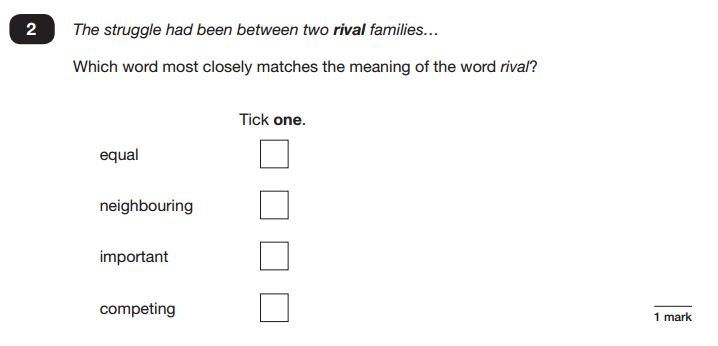 2 The struggle had been between two rival families…
Which word most closely matches the meaning of the word rival?
Tick one.
equal
neighbouring
important
competing
1 mark